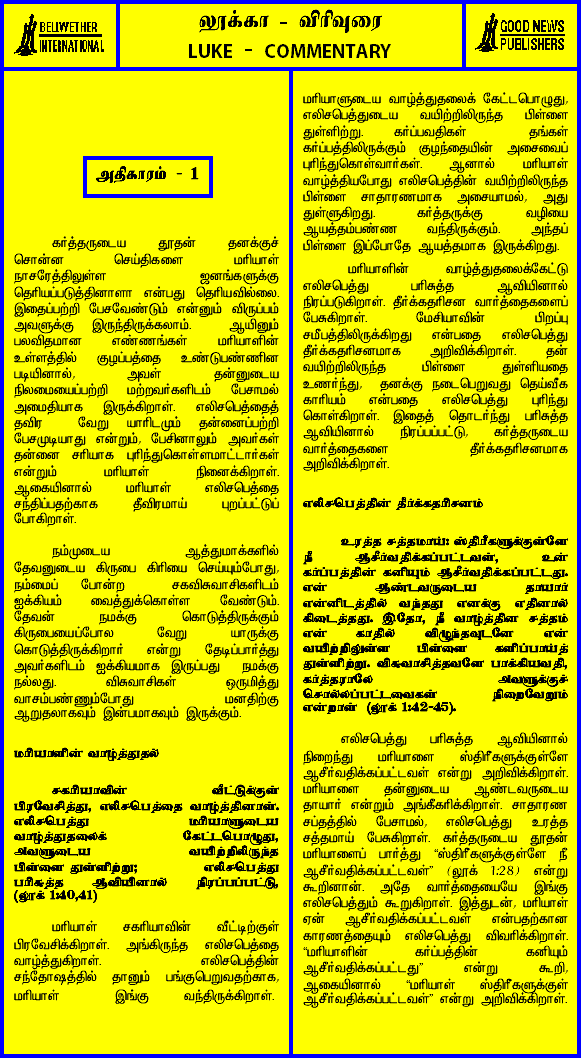 BELLWETHER
INTERNATIONAL
லூக்கா - விரிவுரை
LUKE - COMMENTARY
GOOD NEWS
PUBLISHERS
அதிகாரம் - 1
கர்த்தருடைய தூதன் தனக்குச்
சொன்ன செய்திகளை மரியாள்
நாசரேத்திலுள்ள ஜனங்களுக்கு
தெரியப்படுத்தினாளா என்பது தெரியவில்லை.
இதைப்பற்றி பேசவேண்டும் என்னும் விருப்பம்
அவளுக்கு இருந்திருக்கலாம். ஆயினும்
பலவிதமான எண்ணங்கள் மரியாளின்
உள்ளத்தில் குழப்பத்தை உண்டுபண்ணின
படியினால், அவள் தன்னுடைய
நிலமையைப்பற்றி மற்றவர்களிடம் பேசாமல்
அமைதியாக இருக்கிறாள். எலிசபெத்தைத்
தவிர வேறு யாரிடமும் தன்னைப்பற்றி
பேசமுடியாது என்றும், பேசினாலும் அவர்கள்
தன்னை சரியாக புரிந்துகொள்ளமாட்டார்கள்
என்றும் மரியாள் நினைக்கிறாள்.
ஆகையினால் மரியாள் எலிசபெத்தை
சந்திப்பதற்காக தீவிரமாய் புறப்பட்டுப்
போகிறாள்.
நம்முடைய ஆத்துமாக்களில்
தேவனுடைய கிருபை கிரியை செய்யும்போது,
நம்மைப் போன்ற சகவிசுவாசிகளிடம்
ஐக்கியம் வைத்துக்கொள்ள வேண்டும்.
தேவன் நமக்கு கொடுத்திருக்கும்
கிருபையைபோல வேறு யாருக்கு
கொடுத்திருக்கிறார் என்று தேடிப்பார்த்து
அவர்களிடம் ஐக்கியமாக இருப்பது நமக்கு
நல்லது. விசுவாசிகள் ஒருமித்து
வாசம்பண்ணும்போது மனதிற்கு
ஆறுதலாகவும் இன்பமாகவும் இருக்கும்.
மரியாளின் வாழ்த்துதல்
சகரியாவின் வீட்டுக்குள்
பிரவேசித்து, எலிசபெத்தை வாழ்த்தினாள்.
எலிசபெத்து மரியாளுடைய
வாழ்த்துதலைக் கேட்டபொழுது,
அவளுடைய வயிற்றிலிருந்த
பிள்ளை துள்ளிற்று; எலிசபெத்து
பரிசுத்த ஆவியினால் நிரப்பப்பட்டு,
(லூக் 1:40,41)
மரியாள் சகரியாவின் வீட்டிற்குள்
பிரவேசிக்கிறாள். அங்கிருந்த எலிசபெத்தை
வாழ்த்துகிறாள். எலிசபெத்தின்
சந்தோஷத்தில் தானும் பங்குபெறுவதற்காக,
மரியாள் இங்கு வந்திருக்கிறாள்.
மரியாளுடைய வாழ்த்துதலைக் கேட்டபொழுது,
எலிசபெத்துடைய வயிற்றிலிருந்த பிள்ளை
துள்ளிற்று. கர்ப்பவதிகள் தங்கள்
கர்ப்பத்திலிருக்கும் குழந்தையின் அசைவைப்
புரிந்துகொள்வார்கள். ஆனால் மரியாள்
வாழ்த்தியபோது எலிசபெத்தின் வயிற்றிலிருந்த
பிள்ளை சாதாரணமாக அசையாமல், அது
துள்ளுகிறது. கர்த்தருக்கு வழியை
ஆயத்தம்பண்ண வந்திருக்கும். அந்தப்
பிள்ளை இப்போதே ஆயத்தமாக இருக்கிறது.
மரியாளின் வாழ்த்துதலைக்கேட்டு
எலிசபெத்து பரிசுத்த ஆவியினால்
நிரப்படுகிறாள். தீர்க்கதரிசன வார்த்தைகளைப்
பேசுகிறாள். மேசியாவின் பிறப்பு
சமீபத்திலிருக்கிறது என்பதை எலிசபெத்து
தீர்க்கதரிசனமாக அறிவிக்கிறாள். தன்
வயிற்றிலிருந்த பிள்ளை துள்ளியதை
உணர்ந்து, தனக்கு நடைபெறுவது தெய்வீக
காரியம் என்பதை எலிசபெத்து புரிந்து
கொள்கிறாள். இதைத் தொடர்ந்து பரிசுத்த
ஆவியினால் நிரப்பப்பட்டு, கர்த்தருடைய
வார்த்தைகளை தீர்க்கதரிசனமாக
அறிவிக்கிறாள்.
எலிசபெத்தின் தீர்க்கதரிசனம்
உரத்த சத்தமாய்: ஸ்திரீகளுக்குள்ளே
நீ ஆசீர்வதிக்கப்பட்டவள், உன்
கர்ப்பத்தின் கனியும் ஆசீர்வதிக்கப்பட்டது.
என் ஆண்டவருடைய தாயார்
என்னிடத்தில் வந்தது எனக்கு எதினால்
கிடைத்தது. இதோ, நீ வாழ்த்தின சத்தம்
என் காதில் விழுந்தவுடனே என்
வயிற்றிலுள்ள பிள்ளை களிப்பாய்த்
துள்ளிற்று. விசுவாசித்தவளே பாக்கியவதி,
கர்த்தராலே அவளுக்குச்
சொல்லப்பட்டவைகள் நிறைவேறும்
என்றாள் (லூக் 1:42-45).
எலிசபெத்து பரிசுத்த ஆவியினால்
நிறைந்து மரியாளை ஸ்திரீகளுக்குள்ளே
ஆசீர்வதிக்கப்பட்டவள் என்று அறிவிக்கிறாள்.
மரியாளை தன்னுடைய ஆண்டவருடைய
தாயார் என்றும் அங்கீகரிக்கிறாள். சாதாரண
சப்தத்தில் பேசாமல், எலிசபெத்து உரத்த
சத்தமாய் பேசுகிறாள். கர்த்தருடைய தூதன்
மரியாளைப் பார்த்து “ஸ்திரீகளுக்குள்ளே நீ
ஆசீர்வதிக்கப்பட்டவள்” (லூக் 1:28) என்று
கூறினான். அதே வார்த்தையையே இங்கு
எலிசபெத்தும் கூறுகிறாள். இத்துடன், மரியாள்
ஏன் ஆசீர்வதிக்கப்பட்டவள் என்பதற்கான
காரணத்தையும் எலிசபெத்து விவரிக்கிறாள்.
“மரியாளின் கர்ப்பத்தின் கனியும்
ஆசீர்வதிக்கப்பட்டது” என்று கூறி,
ஆகையினால் “மரியாள் ஸ்திரீகளுக்குள்
ஆசீர்வதிக்கப்பட்டவள்” என்று அறிவிக்கிறாள்.